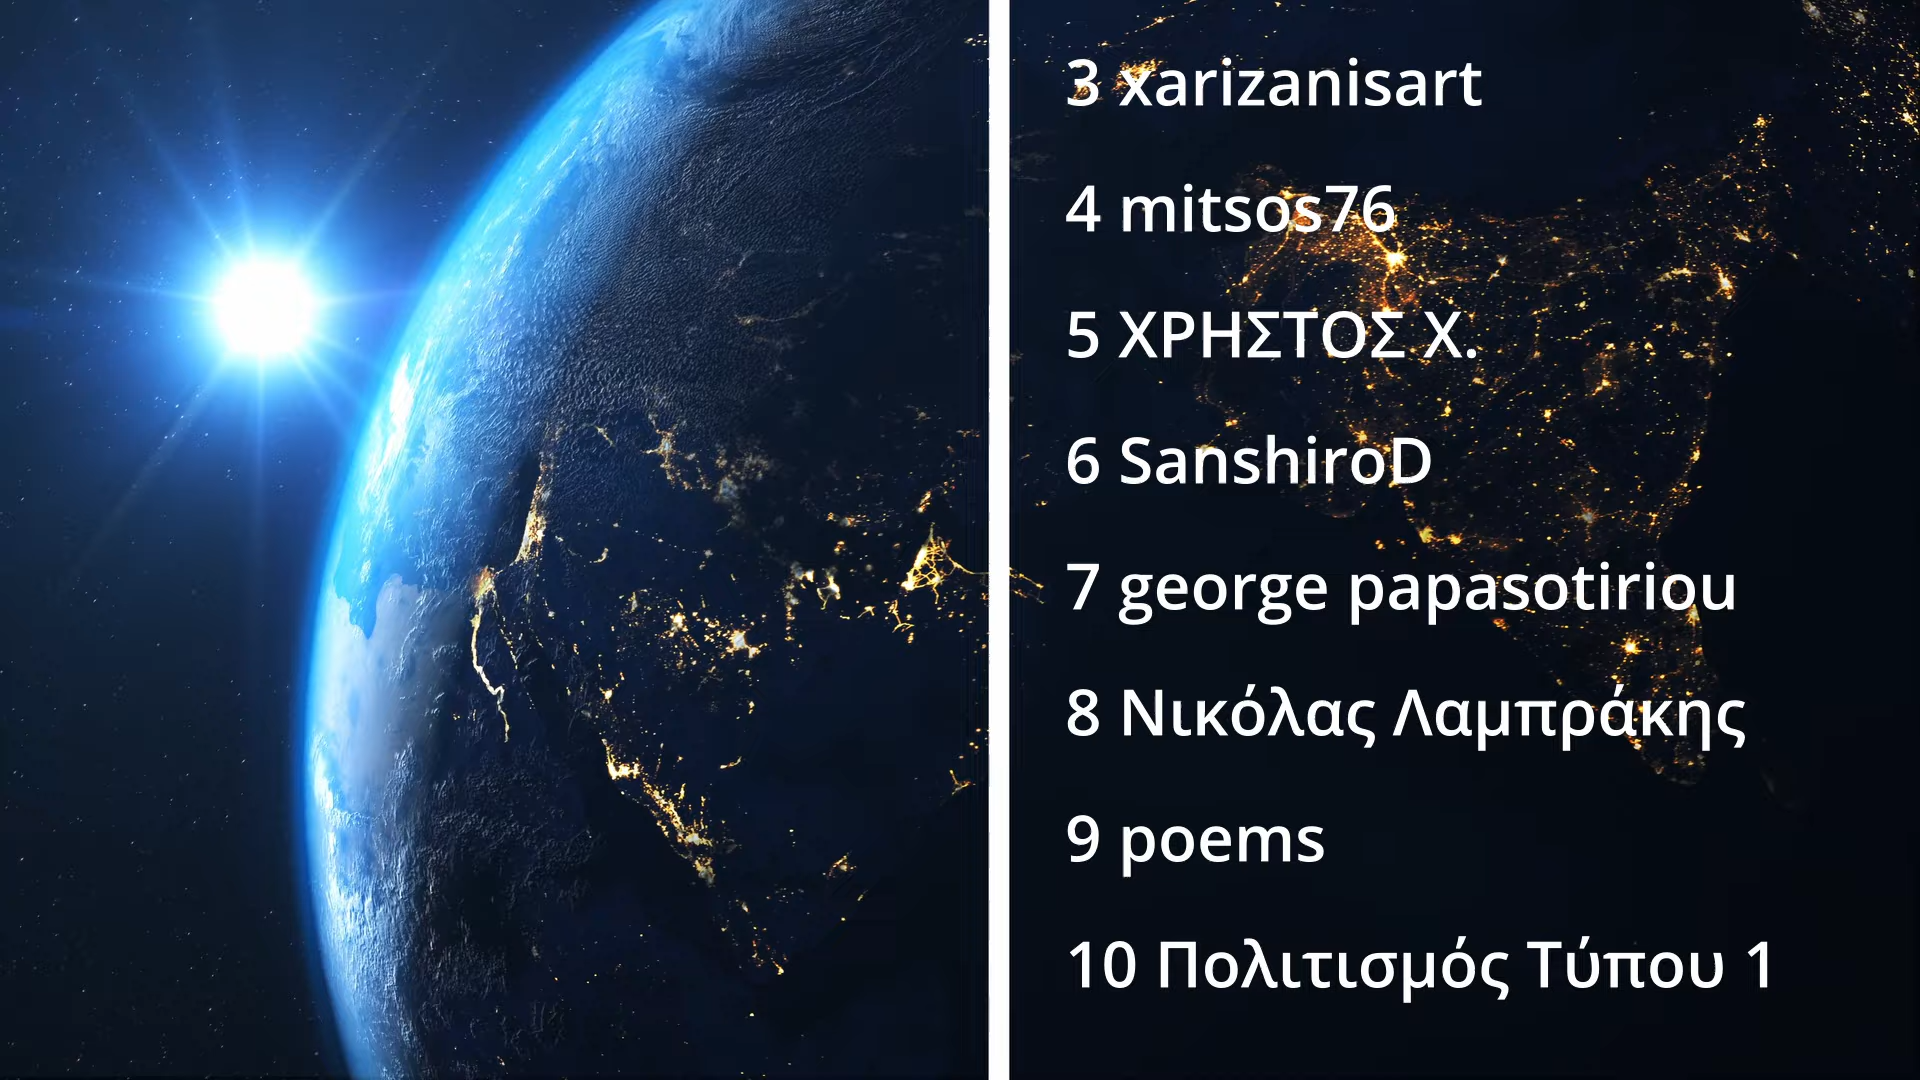 3 xarizanisart
4 mitsos76
5 ΧΡΗΣΤΟΣ Χ.
6 SanshiroD
7 george papasotiriou
8 Νικόλας Λαμπράκης
9 poems
10 Πολιτισμός Τύπου 1